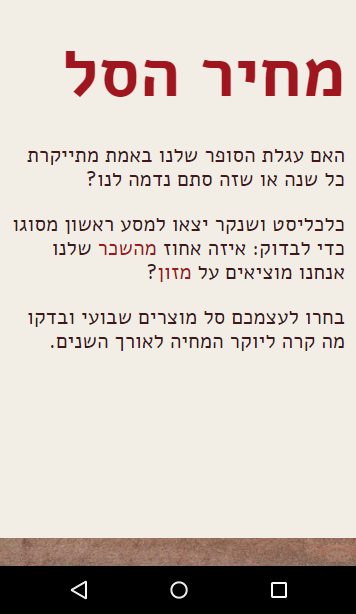 מחיר הסל
האם עגלת הסופר שלנו באמת מתייקרת
כל שנה או שזה סתם נדמה לנו?
כלכליסט ושנקר יצאו למסע ראשון מסוגו
כדי לבדוק: איזה אחוז מהשכר שלנו
אנחנו מוציאים על מזון?
בחרו לעצמכם סל מוצרים שבועי ובדקו
מה קרה ליוקר המחיה לאורך השנים.